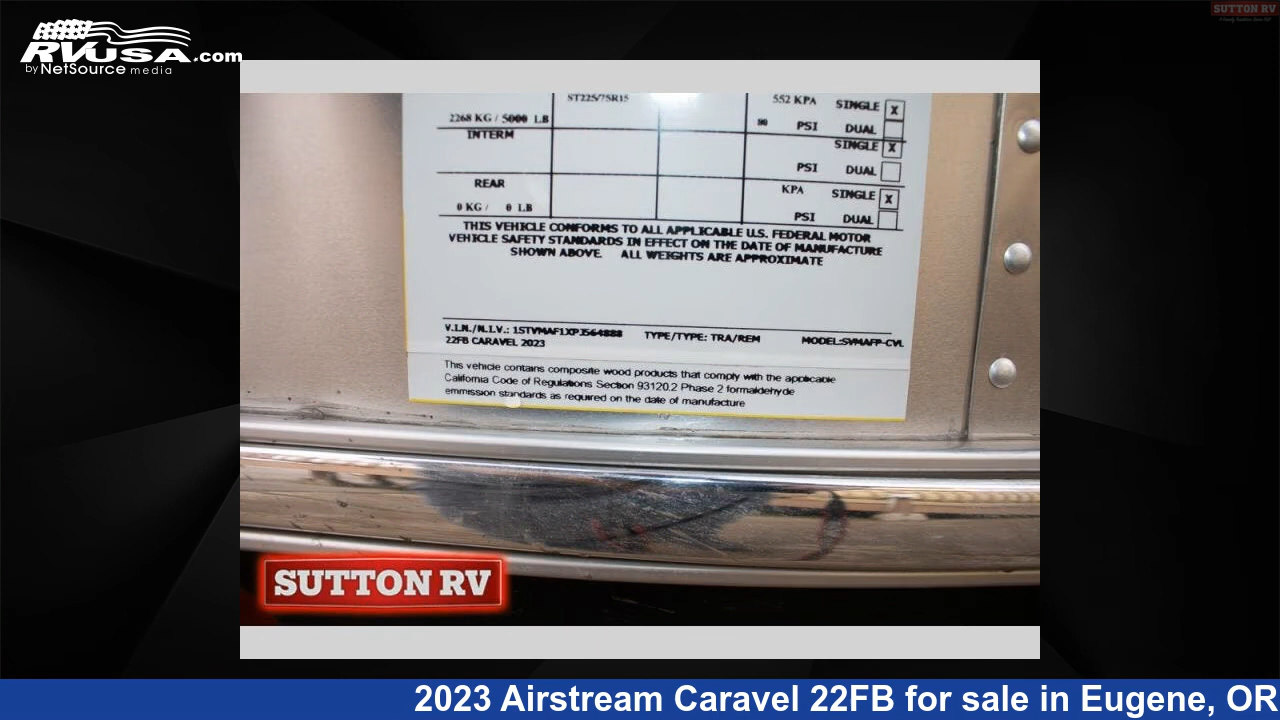 SUTTON RV
RVUSA.com
by NetSource media
ST225/75R15
552 KPA SINGLE X
2268 KG / 5000 LB
80 PSI DUAL
INTERM
SINGLE X
PSI DUAL
REAR
KPA SINGLE X
0 KG / 0 LB
PSI DUAL
THIS VEHICLE CONFORMS TO ALL APPLICABLE U.S. FEDERAL MOTOR
VEHICLE SAFETY STANDARDS IN EFFECT ON THE DATE OF MANUFACTURE
SHOWN ABOVE. ALL WEIGHTS ARE APPROXIMATE
V.I.N./N.I.V.: 1STVMAF1XPJ564888 TYPE/TYPE: TRA/REM MODEL:SVMAFP-CVL
22FB CARAVEL 2023
This vehicle contains composite wood products that comply with the applicable
California Code of Regulations Section 93120.2 Phase 2 formaldehyde
emmission standards as required on the date of manufacture
SUTTON RV
2023 Airstream Caravel 22FB for sale in Eugene, OR